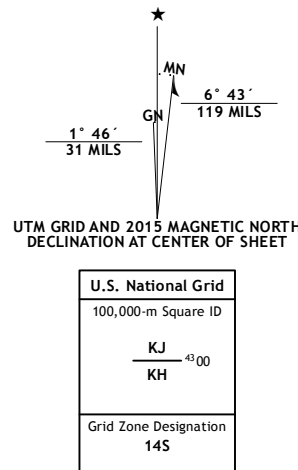 ★
MN
GN
6° 43´
119 MILS
1° 46´
31 MILS
UTM GRID AND 2015 MAGNETIC NORTH
DECLINATION AT CENTER OF SHEET
U.S. National Grid
100,000-m Square ID
KJ
4300
KH
Grid Zone Designation
14S